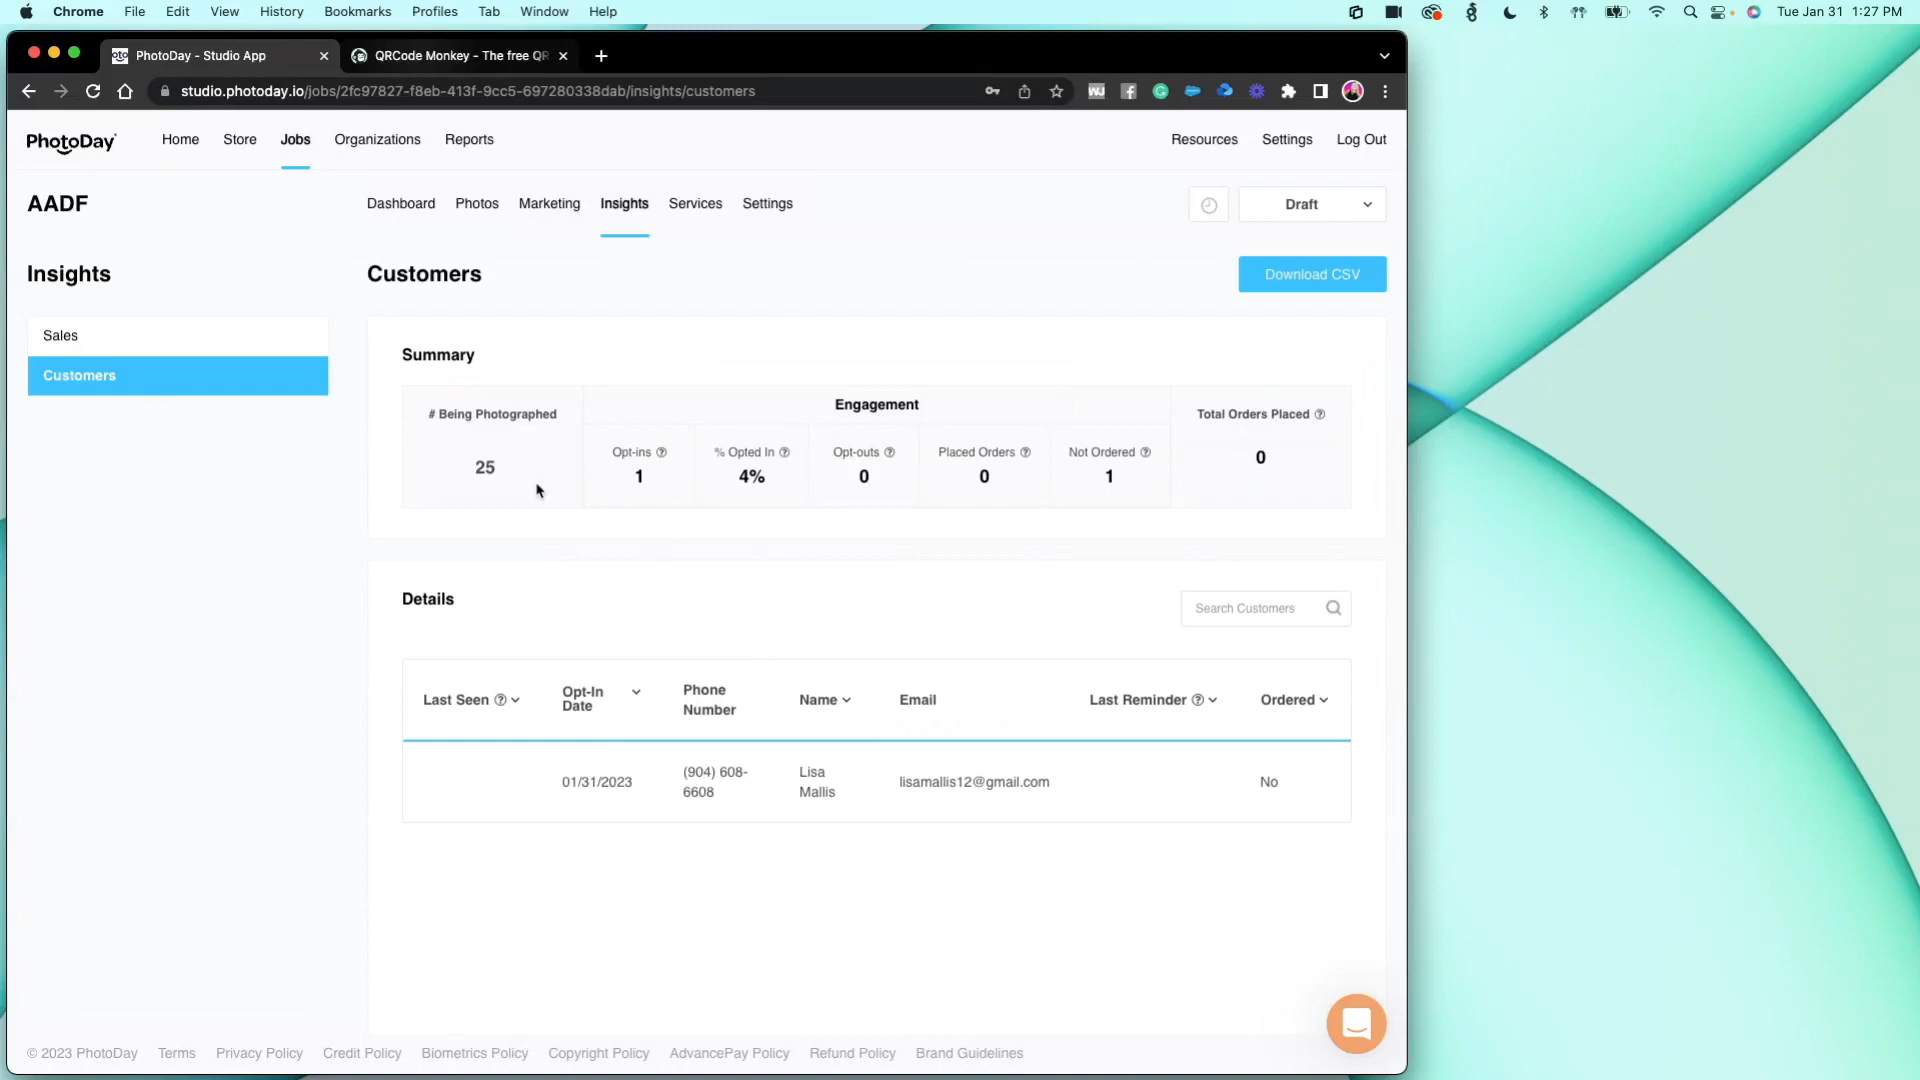 Chrome File Edit View History Bookmarks Profiles Tab Window Help Tue Jan 31 1:27 PM
PhotoDay - Studio App QRCode Monkey - The free QR
studio.photoday.io/jobs/2fc97827-f8eb-413f-9cc5-697280338dab/insights/customers
PhotoDay Home Store Jobs Organizations Reports Resources Settings Log Out
AADF Dashboard Photos Marketing Insights Services Settings Draft
Insights Customers Download CSV
Sales
Customers
Summary
# Being Photographed Engagement Total Orders Placed
Opt-ins % Opted In Opt-outs Placed Orders Not Ordered
25 1 4% 0 0 1 0
Details Search Customers
Last Seen Opt-In Date Phone Number Name Email Last Reminder Ordered
01/31/2023 (904) 608-6608 Lisa Mallis lisamallis12@gmail.com No
© 2023 PhotoDay Terms Privacy Policy Credit Policy Biometrics Policy Copyright Policy AdvancePay Policy Refund Policy Brand Guidelines